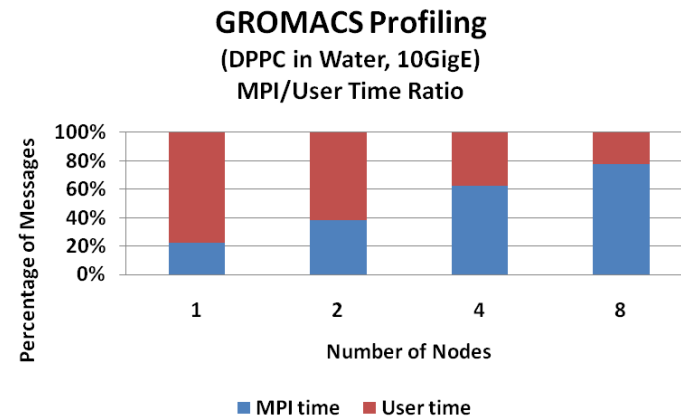 GROMACS Profiling
(DPPC in Water, 10GigE)
MPI/User Time Ratio
Percentage of Messages
100%
80%
60%
40%
20%
0%
1 2 4 8
Number of Nodes
MPI time User time